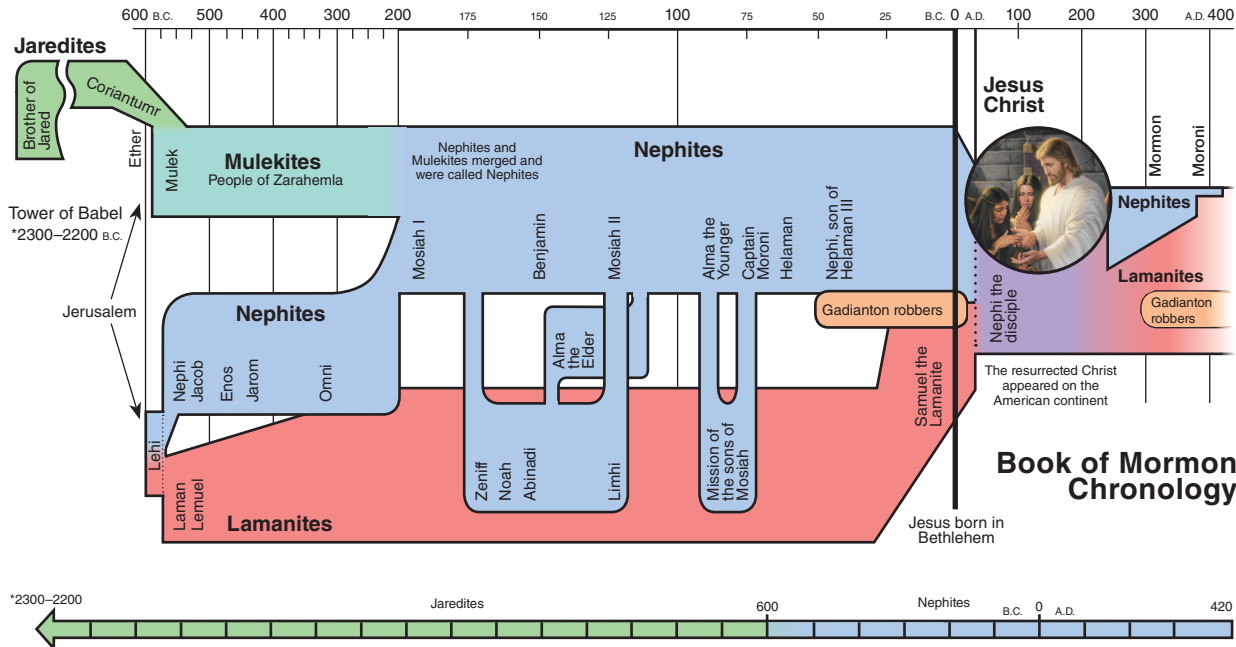 600 B.C. 500 400 300 200 175 150 125 100 75 50 25 B.C. 0 A.D. 100 200 A.D. 400
Jaredites
Brother of
Jared
Coriantumr
Ether
Mulek
Mulekites
People of Zarahemla
Nephites and
Mulekites merged and
were called Nephites
Nephites
Jesus
Christ
Mormon
Moroni
Tower of Babel
*2300–2200 B.C.
Jerusalem
Nephites
Nephi
Jacob
Enos
Jarom
Omni
Mosiah I
Benjamin
Mosiah II
Alma the
Younger
Captain
Moroni
Helaman
Nephi, son of
Helaman III
Alma
the
Elder
Gadianton robbers
Nephites
Lamanites
Gadianton
robbers
Nephi the
disciple
Samuel the
Lamanite
The resurrected Christ
appeared on the
American continent
Lehi
Laman
Lemuel
Lamanites
Zeniff
Noah
Abinadi
Limhi
Mission of
the sons of
Mosiah
Jesus born in
Bethlehem
Book of Mormon
Chronology
*2300–2200 Jaredites 600 Nephites B.C. 0 A.D. 420